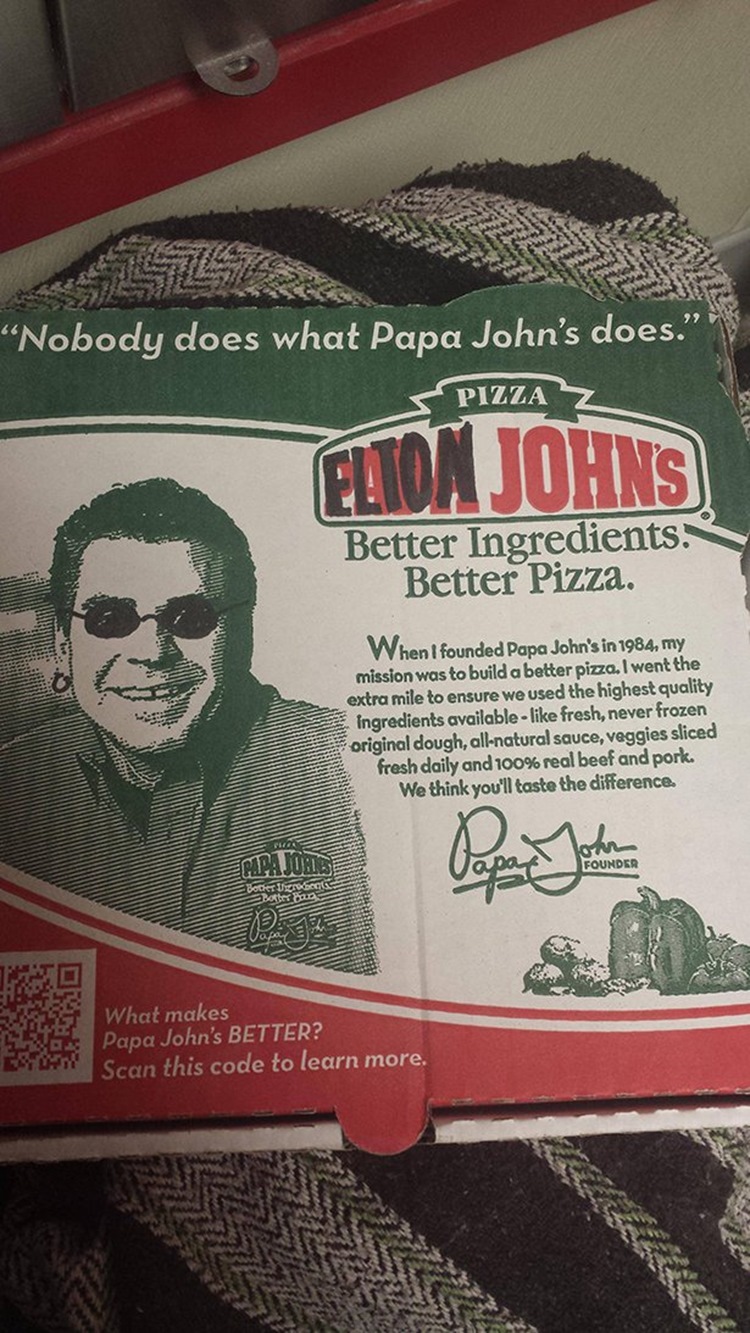 “Nobody does what Papa John's does.”
PIZZA
ELTON JOHN'S
Better Ingredients.
Better Pizza.
When I founded Papa John's in 1984, my
mission was to build a better pizza. I went the
extra mile to ensure we used the highest quality
ingredients available - like fresh, never frozen
original dough, all-natural sauce, veggies sliced
fresh daily and 100% real beef and pork.
We think you'll taste the difference.
Papa John
FOUNDER
PIZZA
PAPA JOHN'S
Better Ingredients.
Better Pizza.
Papa John
What makes
Papa John's BETTER?
Scan this code to learn more.